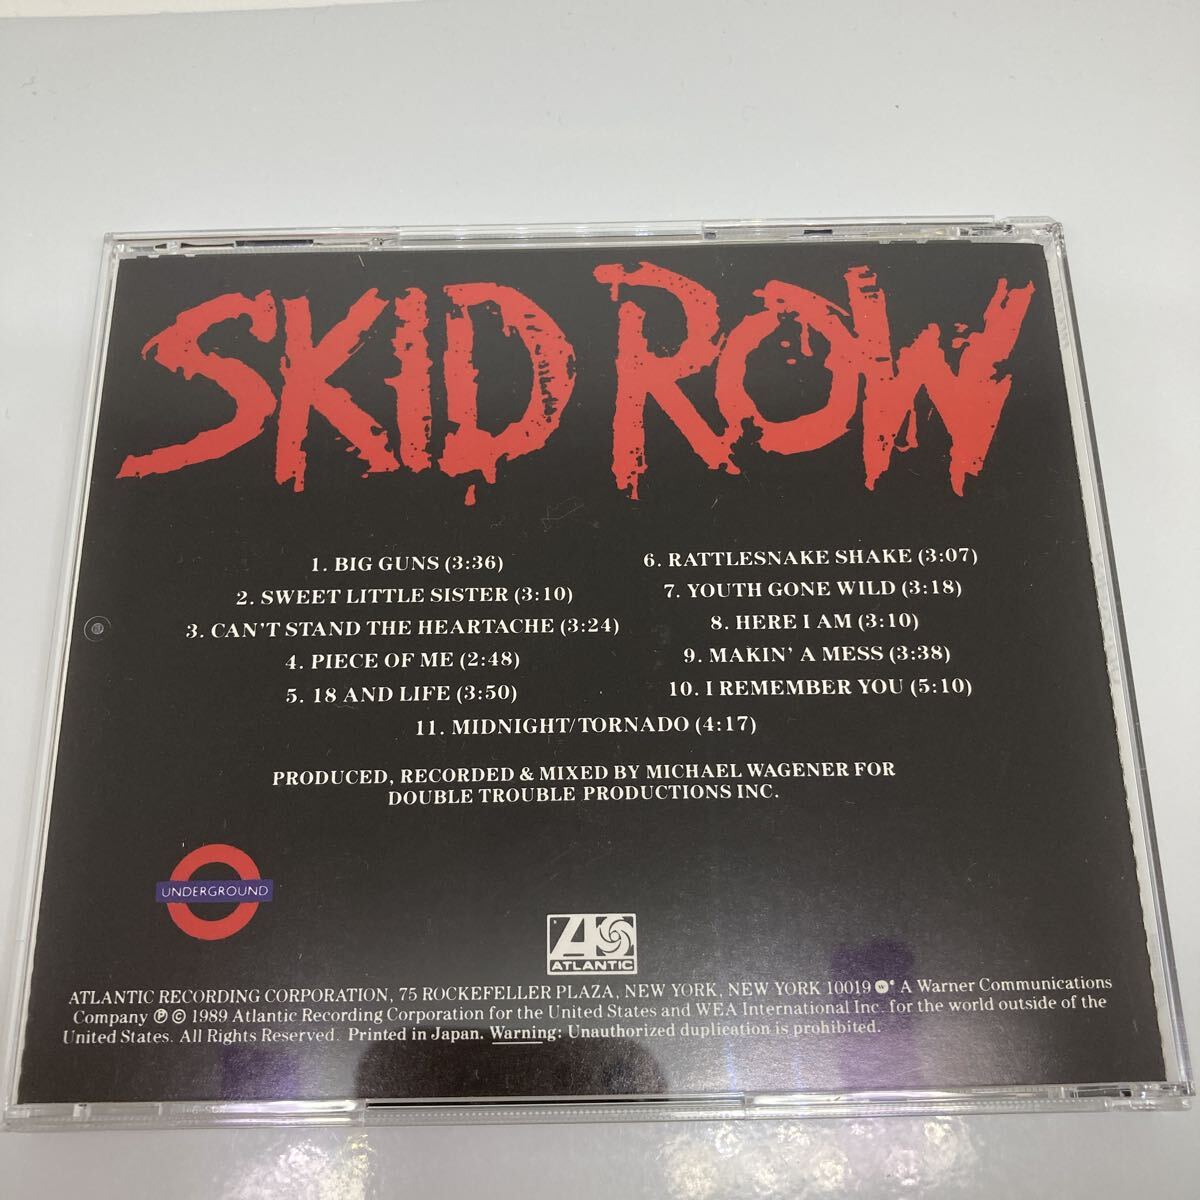 SKID ROW
1. BIG GUNS (3:36)
2. SWEET LITTLE SISTER (3:10)
3. CAN'T STAND THE HEARTACHE (3:24)
4. PIECE OF ME (2:48)
5. 18 AND LIFE (3:50)
6. RATTLESNAKE SHAKE (3:07)
7. YOUTH GONE WILD (3:18)
8. HERE I AM (3:10)
9. MAKIN' A MESS (3:38)
10. I REMEMBER YOU (5:10)
11. MIDNIGHT/TORNADO (4:17)
PRODUCED, RECORDED & MIXED BY MICHAEL WAGENER FOR
DOUBLE TROUBLE PRODUCTIONS INC.
UNDERGROUND
ATLANTIC
ATLANTIC RECORDING CORPORATION, 75 ROCKEFELLER PLAZA, NEW YORK, NEW YORK 10019 A Warner Communications
Company ℗ © 1989 Atlantic Recording Corporation for the United States and WEA International Inc. for the world outside of the
United States. All Rights Reserved. Printed in Japan. Warning: Unauthorized duplication is prohibited.